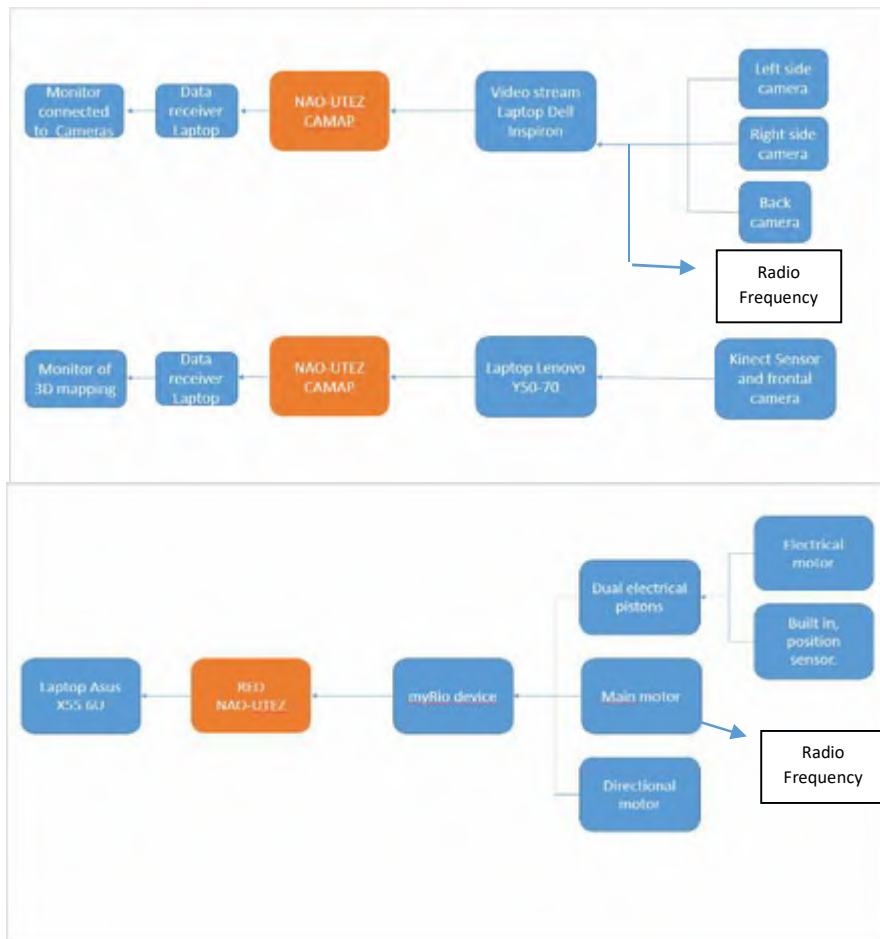 Monitor
connected
to Cameras
Data
receiver
Laptop
NAO-UTEZ
CAMAP
Video stream
Laptop Dell
Inspiron
Left side
camera
Right side
camera
Back
camera
Radio
Frequency
Monitor of
3D mapping
Data
receiver
Laptop
NAO-UTEZ
CAMAP
Laptop Lenovo
Y50-70
Kinect Sensor
and frontal
camera
Electrical
motor
Dual electrical
pistons
Built in,
position
sensor.
Laptop Asus
X55 6U
RED
NAO-UTEZ
myRio device
Main motor
Radio
Frequency
Directional
motor